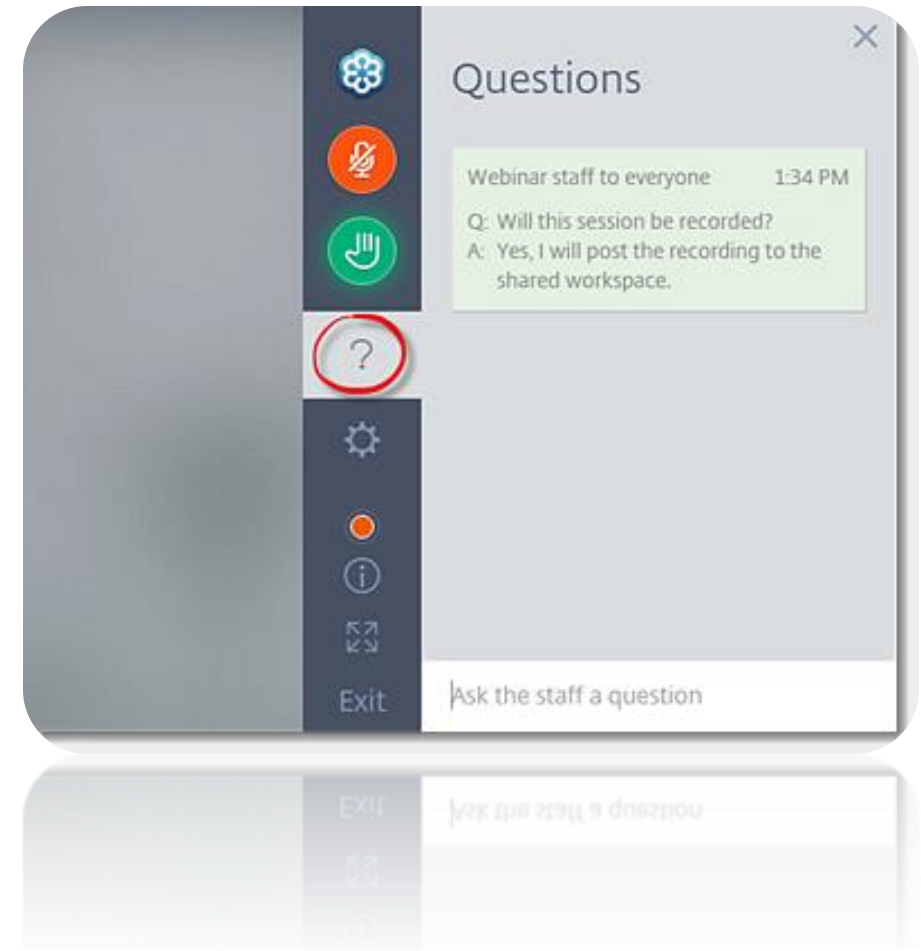 Questions
Webinar staff to everyone 1:34 PM
Q: Will this session be recorded?
A: Yes, I will post the recording to the
shared workspace.
?
Exit
Ask the staff a question